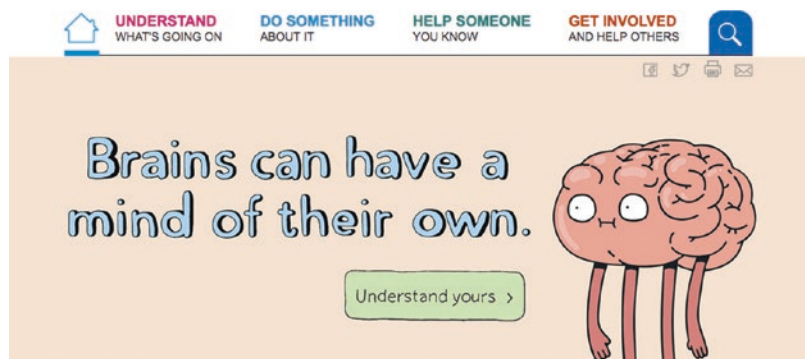 UNDERSTAND
WHAT'S GOING ON
DO SOMETHING
ABOUT IT
HELP SOMEONE
YOU KNOW
GET INVOLVED
AND HELP OTHERS
Brains can have a
mind of their own.
Understand yours >